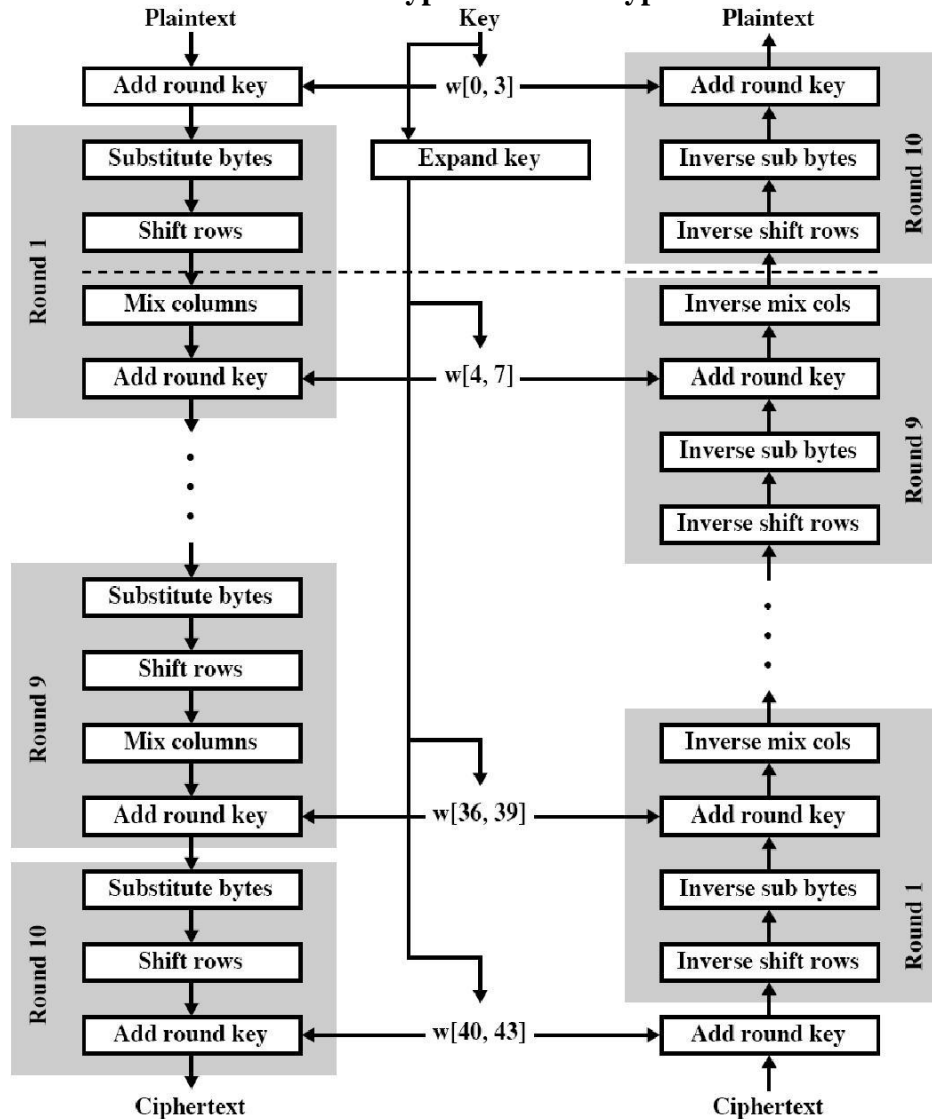 Plaintext
Add round key
Round 1
Substitute bytes
Shift rows
Mix columns
Add round key
Round 9
Substitute bytes
Shift rows
Mix columns
Add round key
Round 10
Substitute bytes
Shift rows
Add round key
Ciphertext
Key
w[0, 3]
Expand key
w[4, 7]
w[36, 39]
w[40, 43]
Plaintext
Add round key
Inverse sub bytes
Inverse shift rows
Round 10
Inverse mix cols
Add round key
Inverse sub bytes
Inverse shift rows
Round 9
Inverse mix cols
Add round key
Inverse sub bytes
Inverse shift rows
Round 1
Add round key
Ciphertext